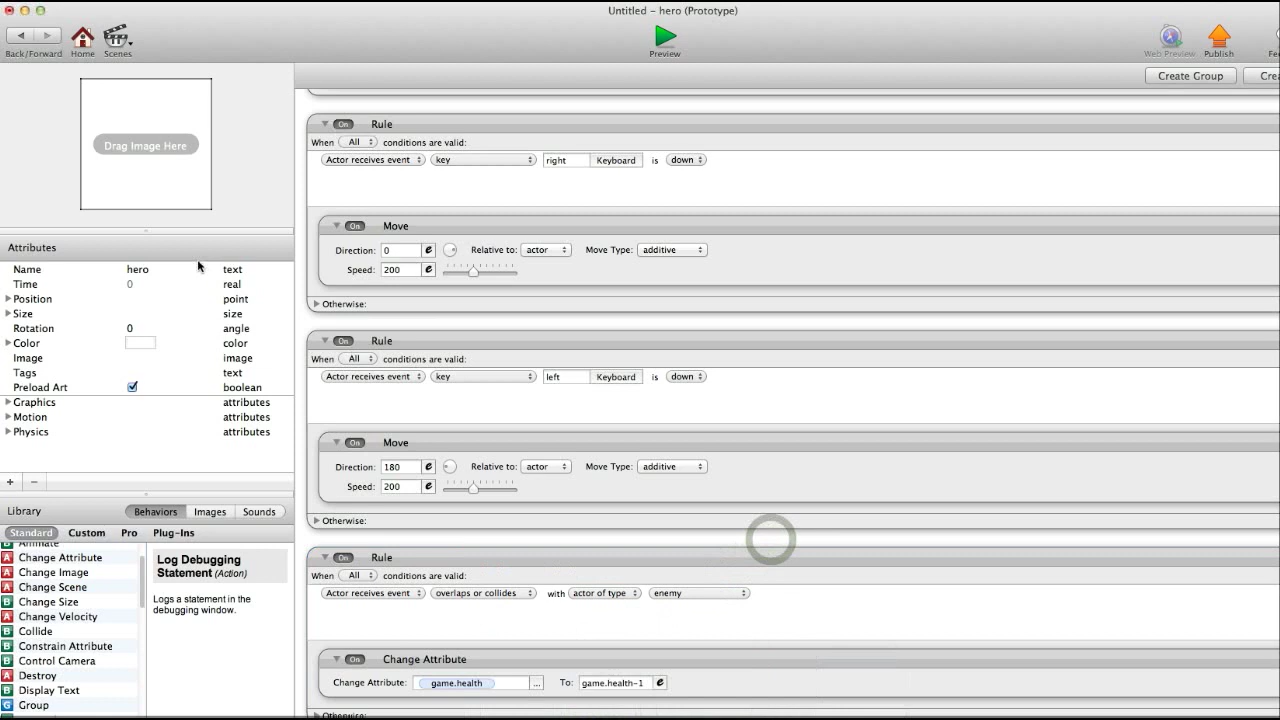 Untitled - hero (Prototype)
Back/Forward Home Scenes Preview Web Preview Publish
Create Group
Drag Image Here
Attributes
Name hero text
Time 0 real
Position point
Size size
Rotation 0 angle
Color color
Image image
Tags text
Preload Art boolean
Graphics attributes
Motion attributes
Physics attributes
+ -
Library Behaviors Images Sounds
Standard Custom Pro Plug-Ins
Animate
Change Attribute
Change Image
Change Scene
Change Size
Change Velocity
Collide
Constrain Attribute
Control Camera
Destroy
Display Text
Group
Log Debugging
Statement (Action)
Logs a statement in the
debugging window.
On Rule
When All conditions are valid:
Actor receives event key right Keyboard is down
On Move
Direction: 0 e Relative to: actor Move Type: additive
Speed: 200 e
Otherwise:
On Rule
When All conditions are valid:
Actor receives event key left Keyboard is down
On Move
Direction: 180 e Relative to: actor Move Type: additive
Speed: 200 e
Otherwise:
On Rule
When All conditions are valid:
Actor receives event overlaps or collides with actor of type enemy
On Change Attribute
Change Attribute: game.health ... To: game.health-1 e
Otherwise: